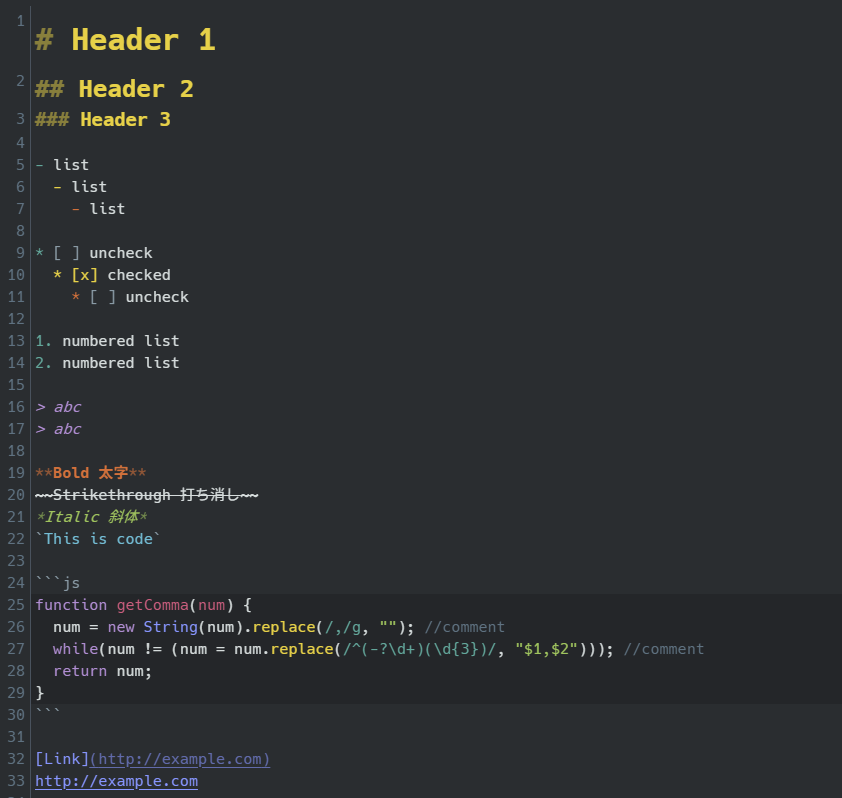 1 # Header 1
2 ## Header 2
3 ### Header 3
4
5 - list
6   - list
7     - list
8
9 * [ ] uncheck
10   * [x] checked
11     * [ ] uncheck
12
13 1. numbered list
14 2. numbered list
15
16 > abc
17 > abc
18
19 **Bold 太字**
20 ~~Strikethrough 打ち消し~~
21 *Italic 斜体*
22 `This is code`
23
24 ```js
25 function getComma(num) {
26   num = new String(num).replace(/,/g, ""); //comment
27   while(num != (num = num.replace(/^(-?\d+)(\d{3})/, "$1,$2"))); //comment
28   return num;
29 }
30 ```
31
32 [Link](http://example.com)
33 http://example.com